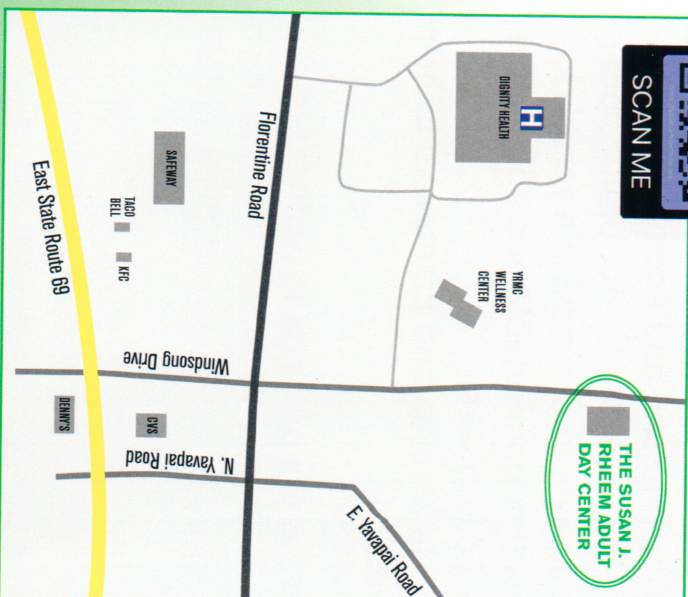 SCAN ME
DIGNITY HEALTH
H
YRMC
WELLNESS
CENTER
THE SUSAN J.
RHEEM ADULT
DAY CENTER
Florentine Road
SAFEWAY
TACO
BELL
KFC
East State Route 69
Windsong Drive
DENNY'S
CVS
N. Yavapai Road
E. Yavapai Road